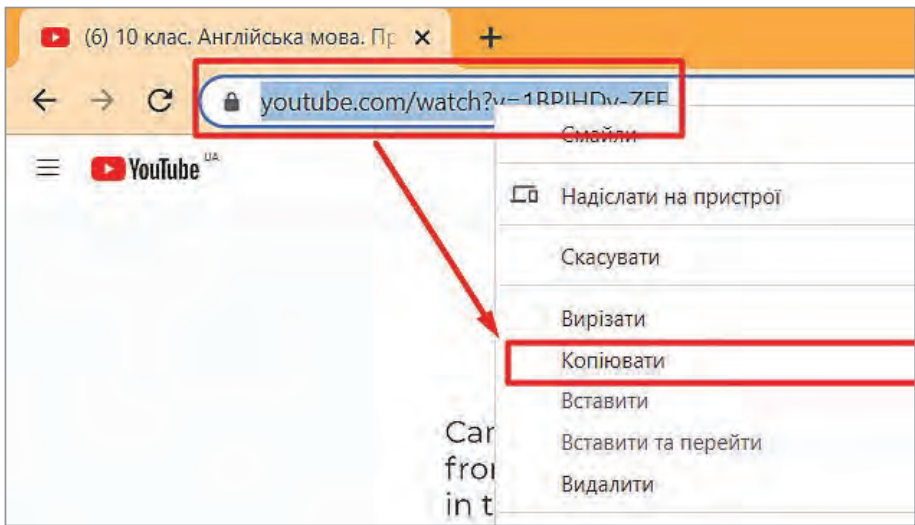 (6) 10 клас. Англійська мова. Пр
youtube.com/watch?v=1BPIHDv-ZFE
YouTube UA
Смайли
Надіслати на пристрої
Скасувати
Вирізати
Копіювати
Вставити
Вставити та перейти
Видалити
Car
from
in t